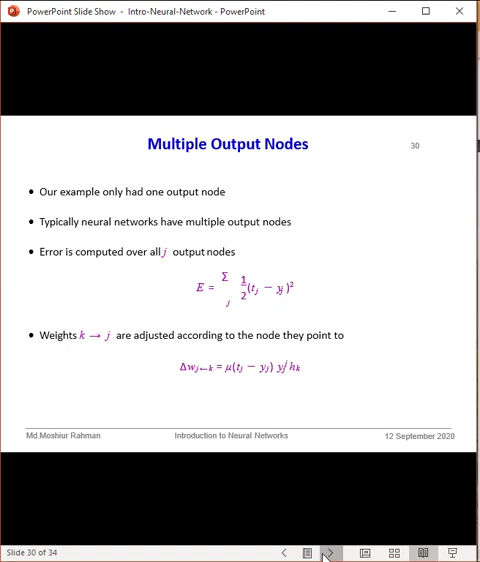 PowerPoint Slide Show - Intro-Neural-Network - PowerPoint
Multiple Output Nodes
30
• Our example only had one output node
• Typically neural networks have multiple output nodes
• Error is computed over all j output nodes
E = Σ_j 1/2 (t_j − y_j)²
• Weights k → j are adjusted according to the node they point to
Δw_{j←k} = μ(t_j − y_j) y_j^j h_k
Md.Moshiur Rahman
Introduction to Neural Networks
12 September 2020
Slide 30 of 34